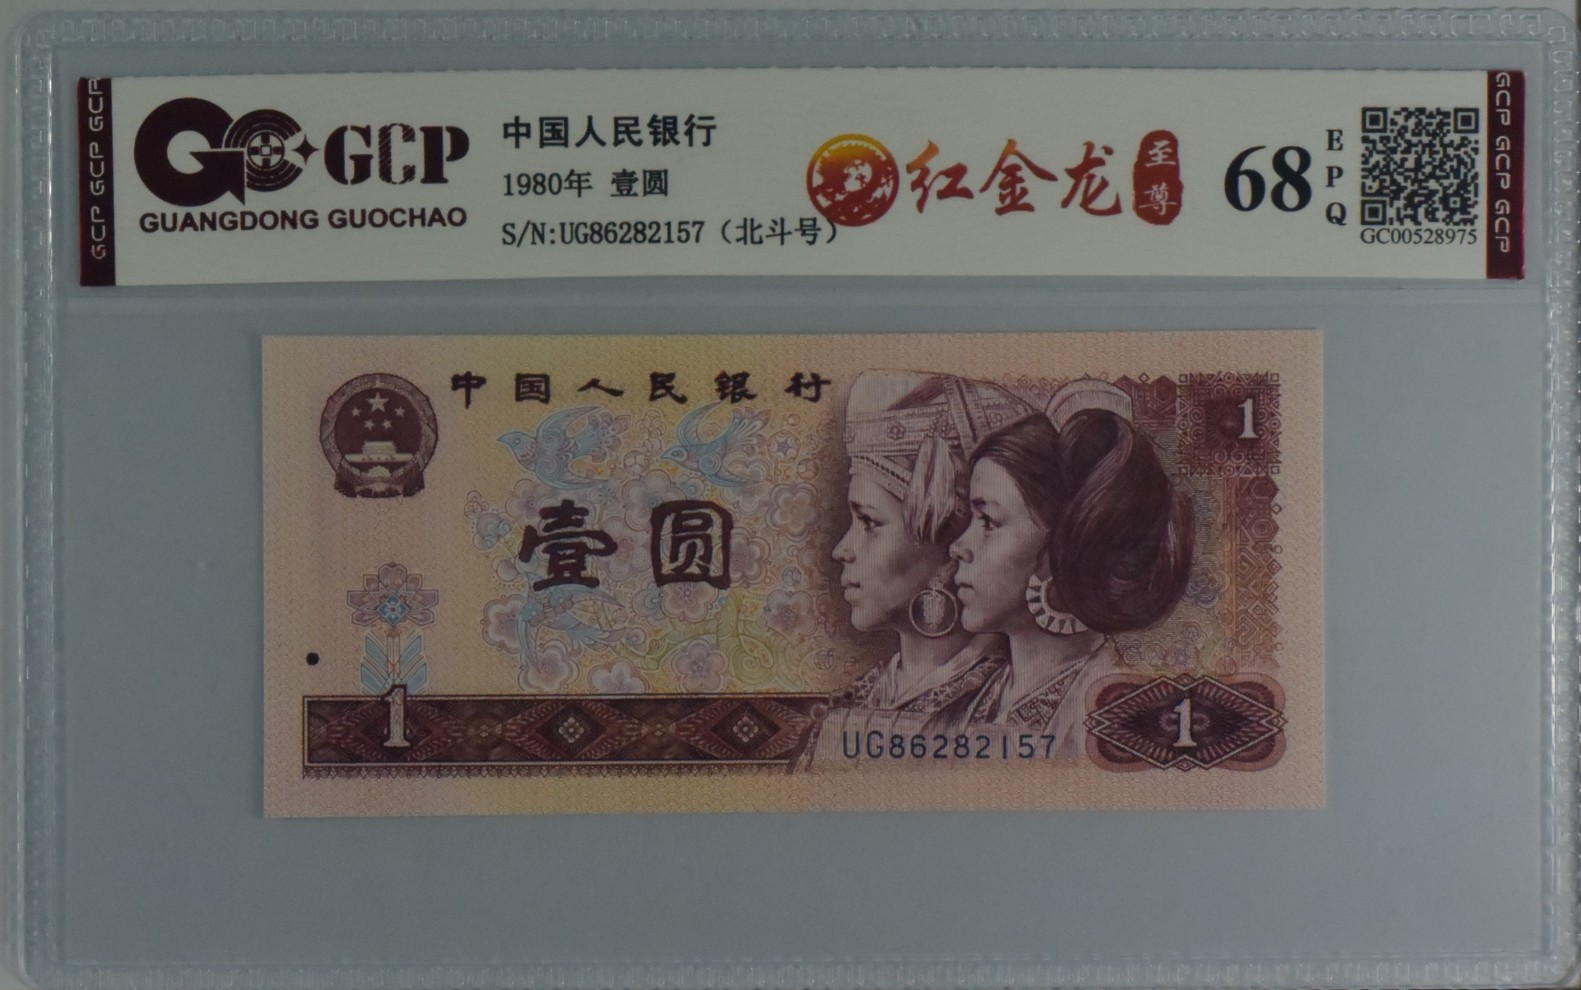 GCP GCP GCP
GCP
GUANGDONG GUOCHAO
中国人民银行
1980年 壹圆
S/N:UG86282157（北斗号）
红金龙
至尊
68
EPQ
GC00528975
GCP GCP GCP
中国人民银行
1
壹圆
1
UG86282157
1